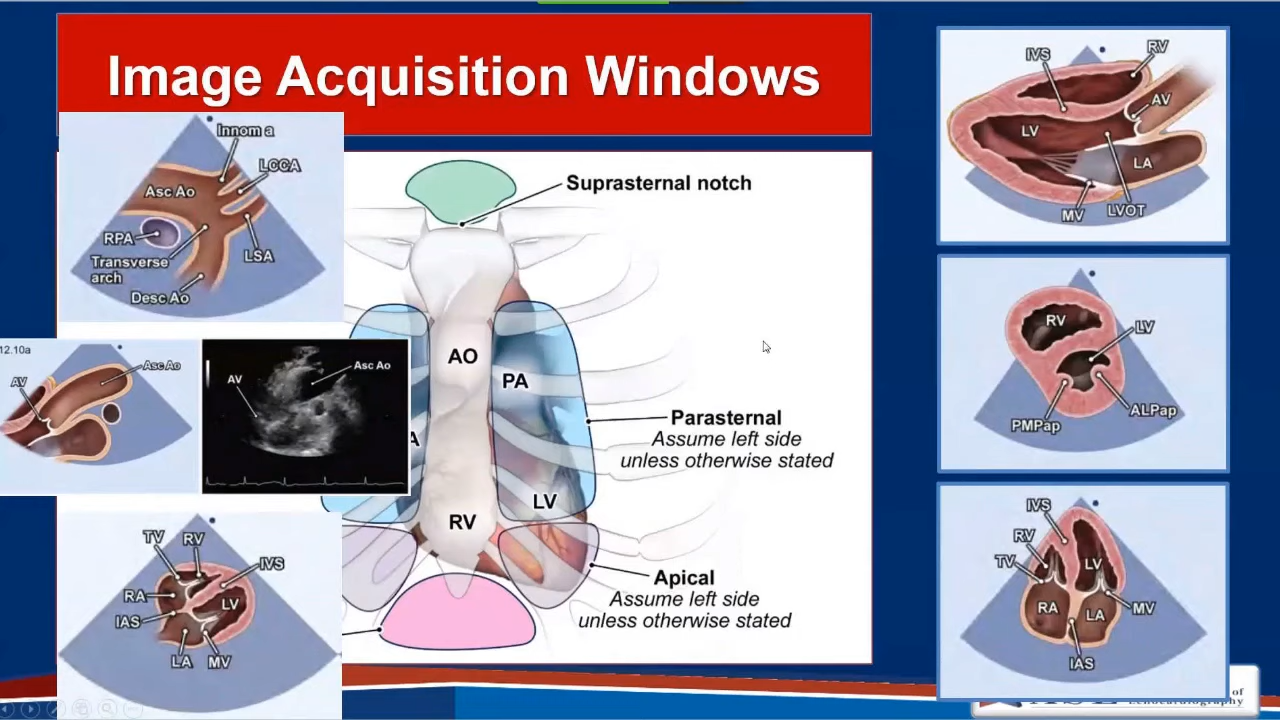 Image Acquisition Windows
Innom a
LCCA
Asc Ao
RPA
LSA
Transverse
arch
Desc Ao
12.10a
AV
Asc Ao
AV
Asc Ao
TV
RV
IVS
RA
LV
IAS
LA
MV
Suprasternal notch
AO
PA
A
Parasternal
Assume left side
unless otherwise stated
LV
RV
Apical
Assume left side
unless otherwise stated
IVS
RV
AV
LV
LA
MV
LVOT
RV
LV
ALPap
PMPap
IVS
RV
TV
LV
RA
LA
MV
IAS
of
Echocardiography